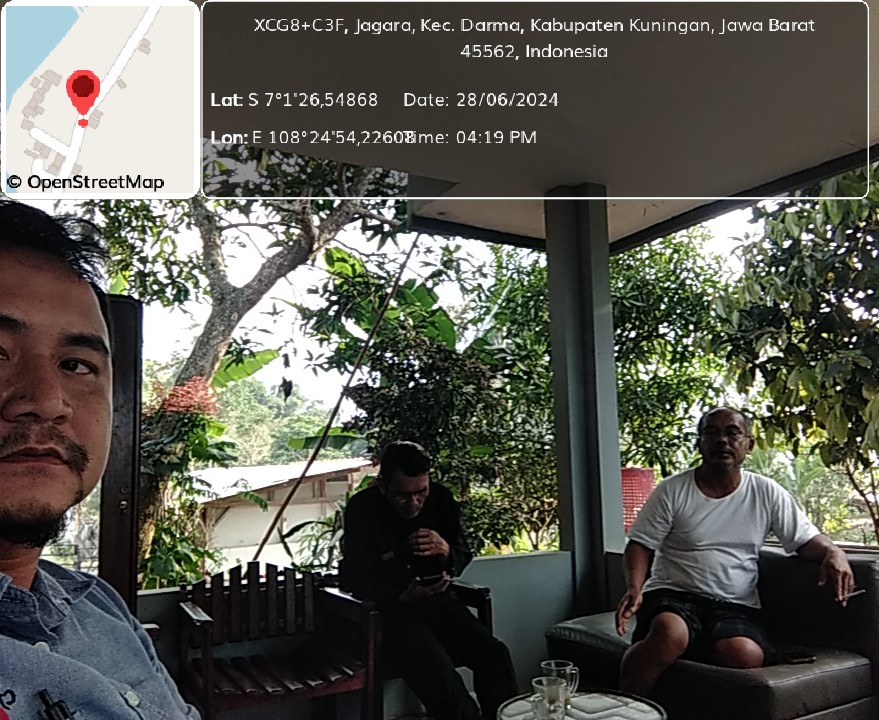 XCG8+C3F, Jagara, Kec. Darma, Kabupaten Kuningan, Jawa Barat
45562, Indonesia
Lat: S 7°1'26,54868 Date: 28/06/2024
Lon: E 108°24'54,22608 Time: 04:19 PM
© OpenStreetMap